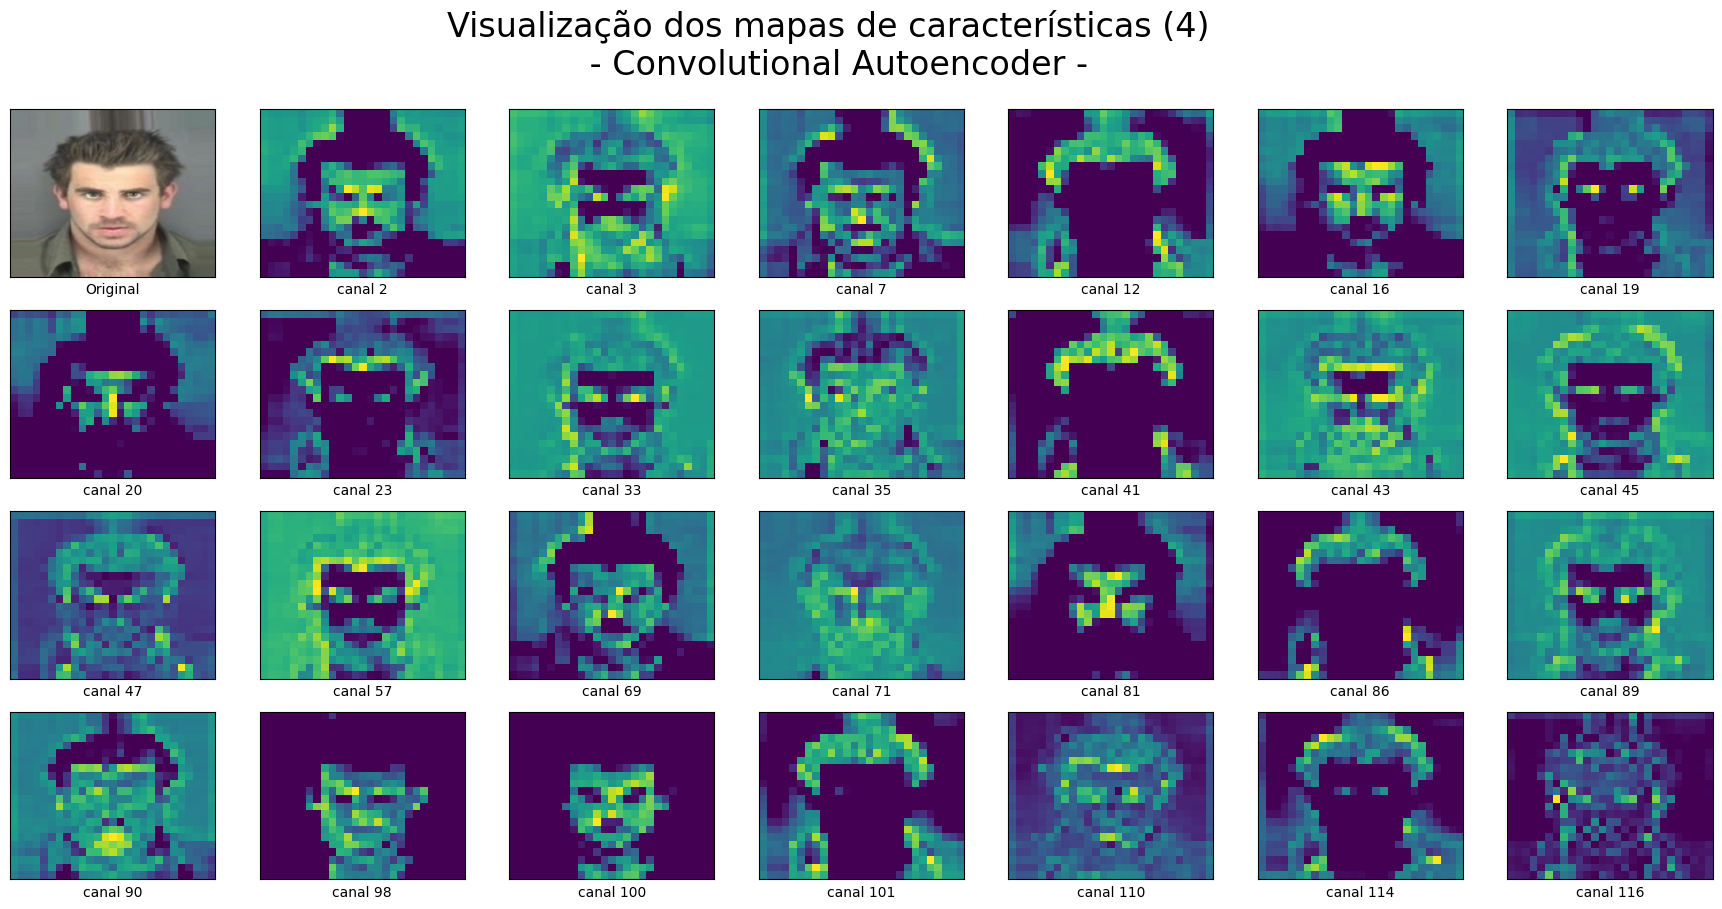 Visualização dos mapas de características (4)
- Convolutional Autoencoder -
Original
canal 2
canal 3
canal 7
canal 12
canal 16
canal 19
canal 20
canal 23
canal 33
canal 35
canal 41
canal 43
canal 45
canal 47
canal 57
canal 69
canal 71
canal 81
canal 86
canal 89
canal 90
canal 98
canal 100
canal 101
canal 110
canal 114
canal 116